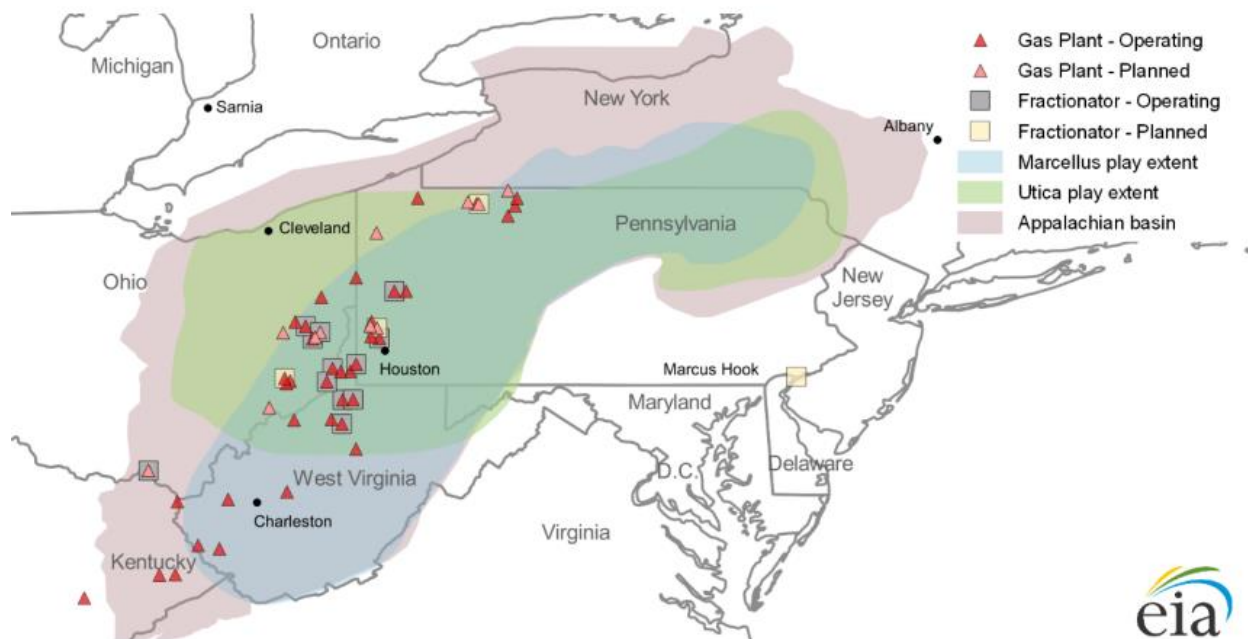 Michigan
Ontario
Sarnia
New York
Albany
Gas Plant - Operating
Gas Plant - Planned
Fractionator - Operating
Fractionator - Planned
Marcellus play extent
Utica play extent
Appalachian basin
Cleveland
Pennsylvania
Ohio
New
Jersey
Houston
Marcus Hook
Maryland
D.C.
Delaware
West Virginia
Charleston
Virginia
Kentucky
eia